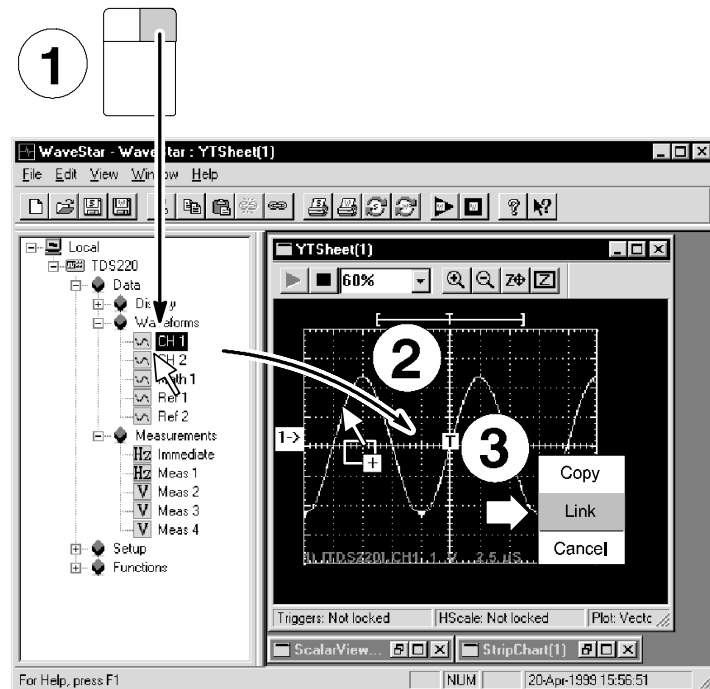 1
WaveStar - WaveStar : YTSheet(1)
File Edit View Window Help
Local
TDS220
Data
Display
Waveforms
CH 1
CH 2
Math 1
Ref 1
Ref 2
Measurements
Hz Immediate
Hz Meas 1
V Meas 2
V Meas 3
V Meas 4
Setup
Functions
YTSheet(1)
60%
Z
2
1->
T
3
Copy
Link
Cancel
Triggers: Not locked HScale: Not locked Plot: Vectc
ScalarView... StripChart(1)
For Help, press F1 NUM 20-Apr-1999 15:56:51